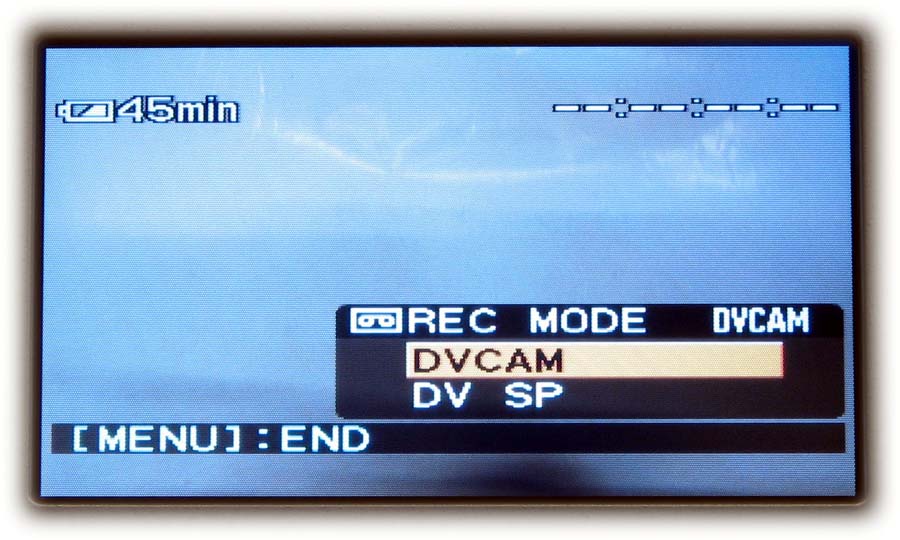 45min --:--:--:--
REC MODE DVCAM
DVCAM
DV SP
[MENU]:END